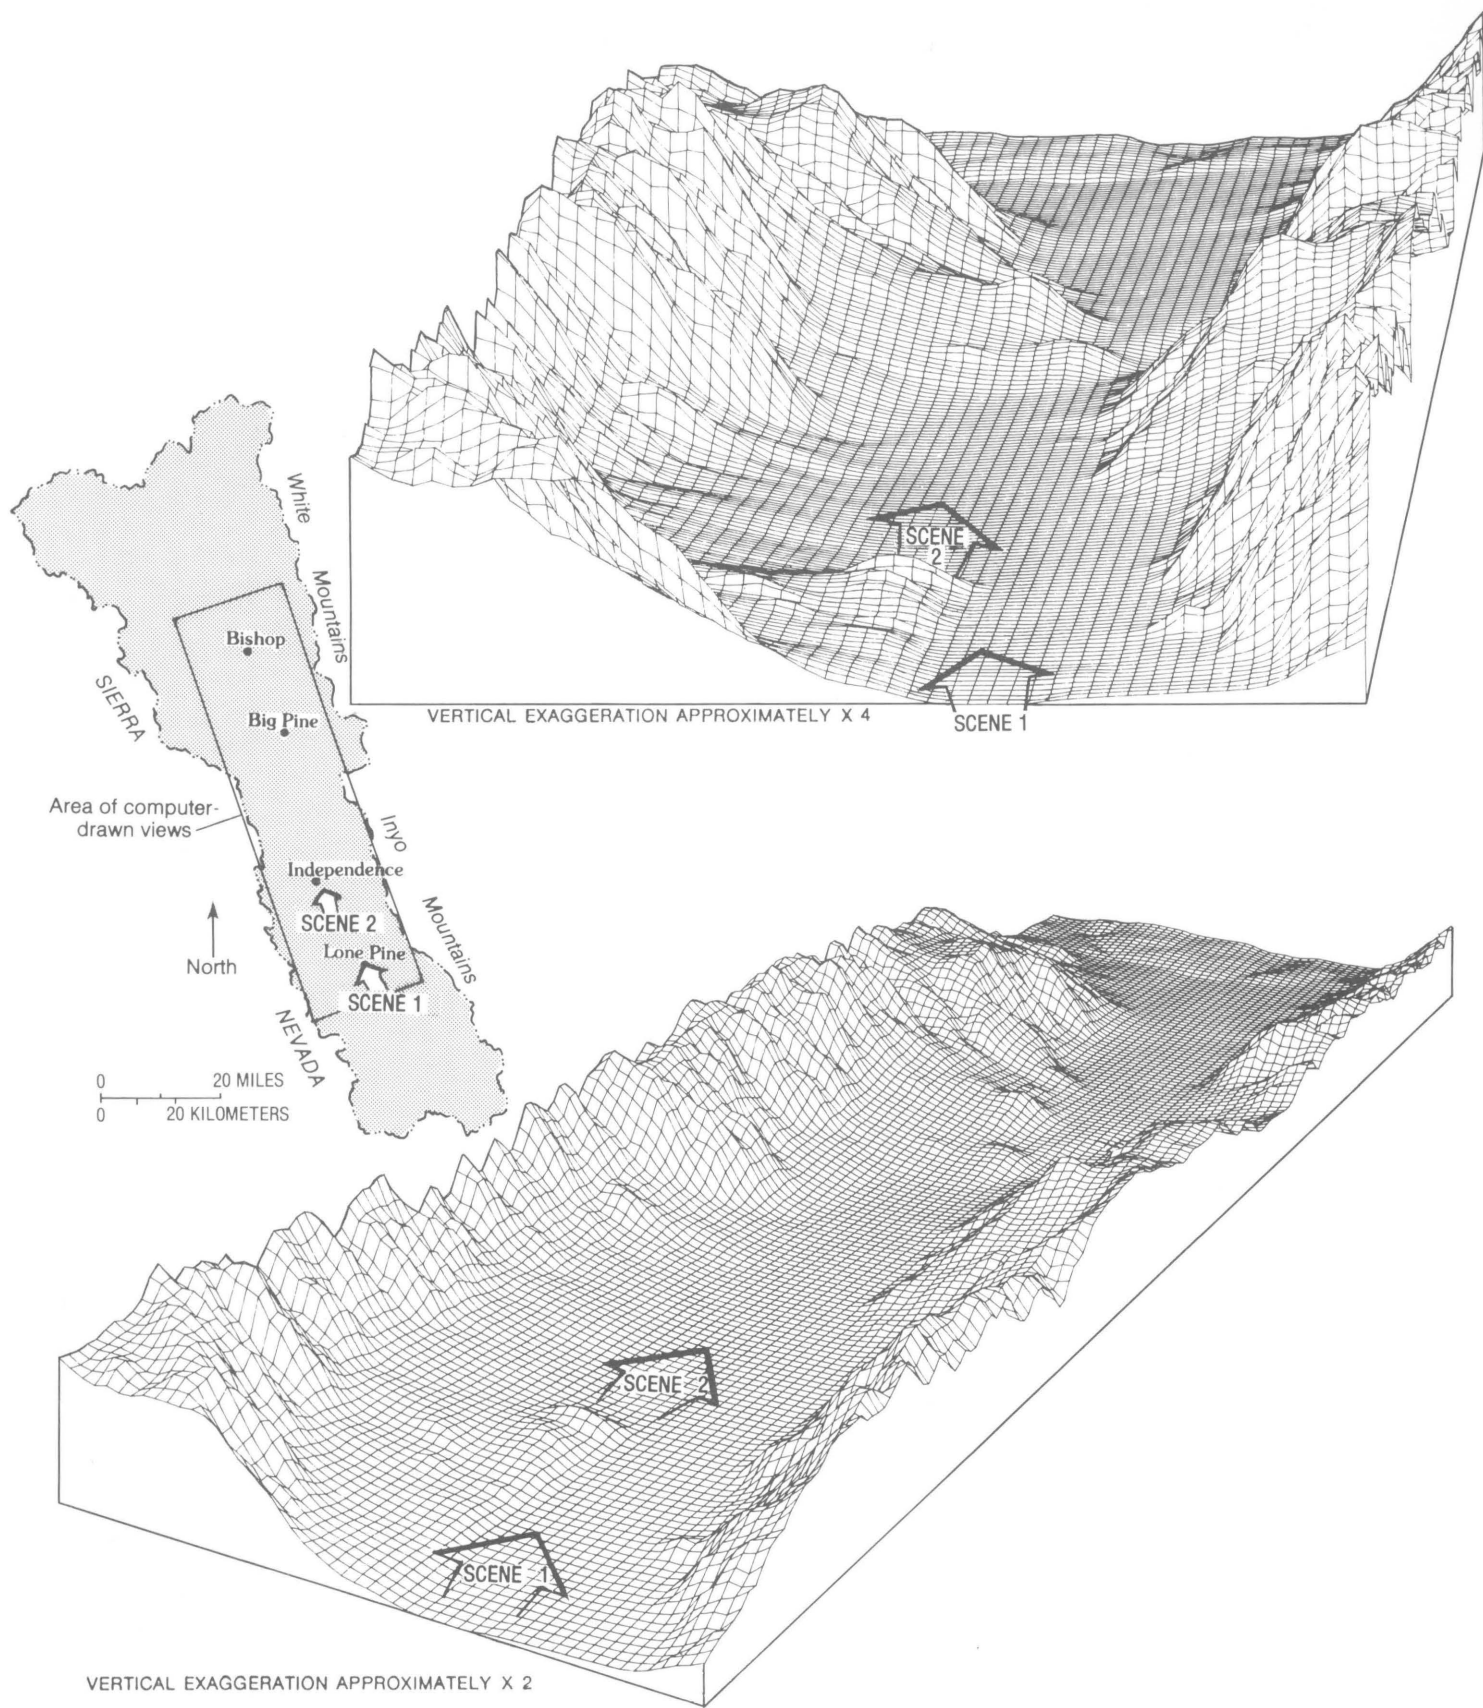 SCENE
2
VERTICAL EXAGGERATION APPROXIMATELY X 4
SCENE 1
White
Mountains
Bishop
SIERRA
Big Pine
Area of computer-
drawn views
Inyo
Independence
SCENE 2
Mountains
Lone Pine
North
SCENE 1
NEVADA
0 20 MILES
0 20 KILOMETERS
SCENE 2
SCENE 1
VERTICAL EXAGGERATION APPROXIMATELY X 2